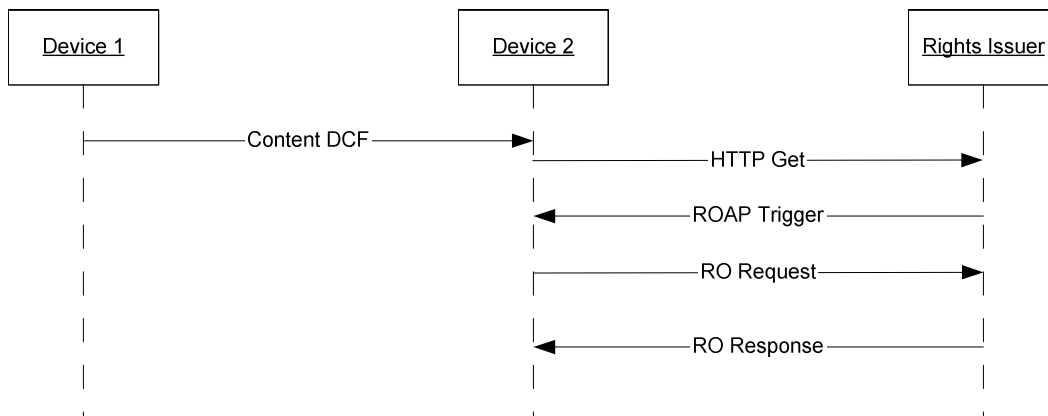 Device 1
Device 2
Rights Issuer
Content DCF
HTTP Get
ROAP Trigger
RO Request
RO Response